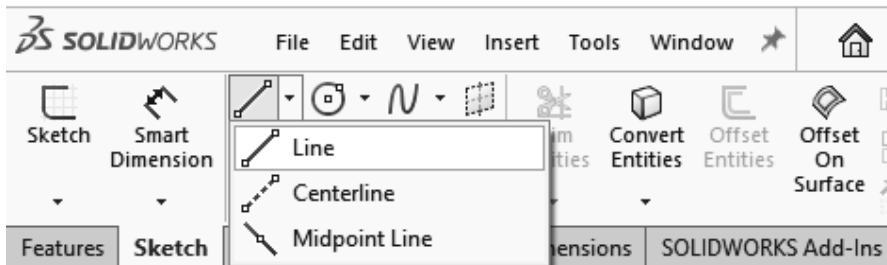 SOLIDWORKS File Edit View Insert Tools Window
Sketch Smart Dimension Convert Entities Offset Entities Offset On Surface
Line
Centerline
Midpoint Line
Features Sketch SOLIDWORKS Add-Ins